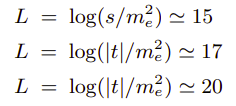 L = log(s/m_e^2) ≃ 15
L = log(|t|/m_e^2) ≃ 17
L = log(|t|/m_e^2) ≃ 20